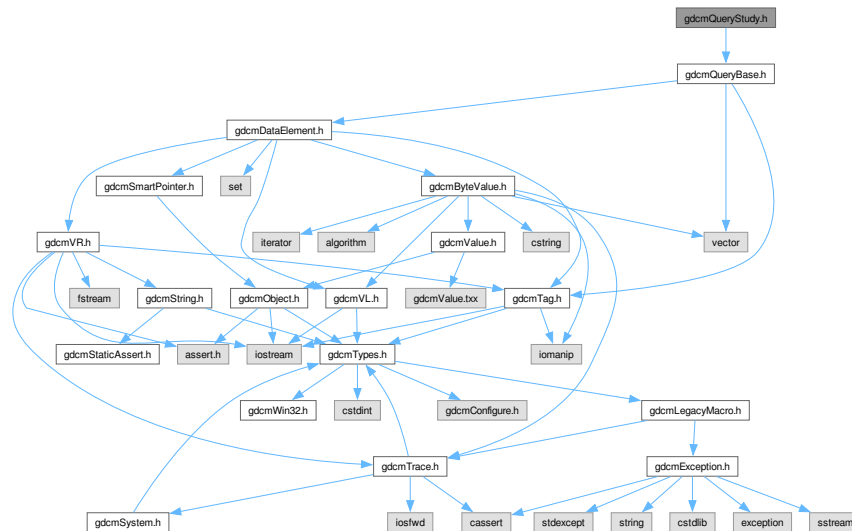 gdcmQueryStudy.h
gdcmQueryBase.h
gdcmDataElement.h
gdcmSmartPointer.h
set
gdcmByteValue.h
gdcmVR.h
iterator
algorithm
gdcmValue.h
cstring
vector
fstream
gdcmString.h
gdcmObject.h
gdcmVL.h
gdcmValue.txx
gdcmTag.h
gdcmStaticAssert.h
assert.h
iostream
gdcmTypes.h
iomanip
gdcmWin32.h
cstdint
gdcmConfigure.h
gdcmLegacyMacro.h
gdcmTrace.h
gdcmException.h
gdcmSystem.h
iosfwd
cassert
stdexcept
string
cstdlib
exception
sstream